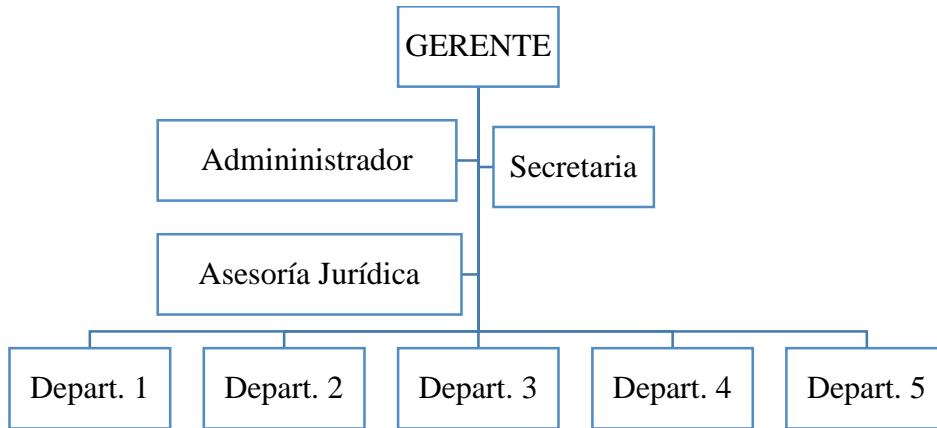 GERENTE
Admininistrador
Secretaria
Asesoría Jurídica
Depart. 1
Depart. 2
Depart. 3
Depart. 4
Depart. 5